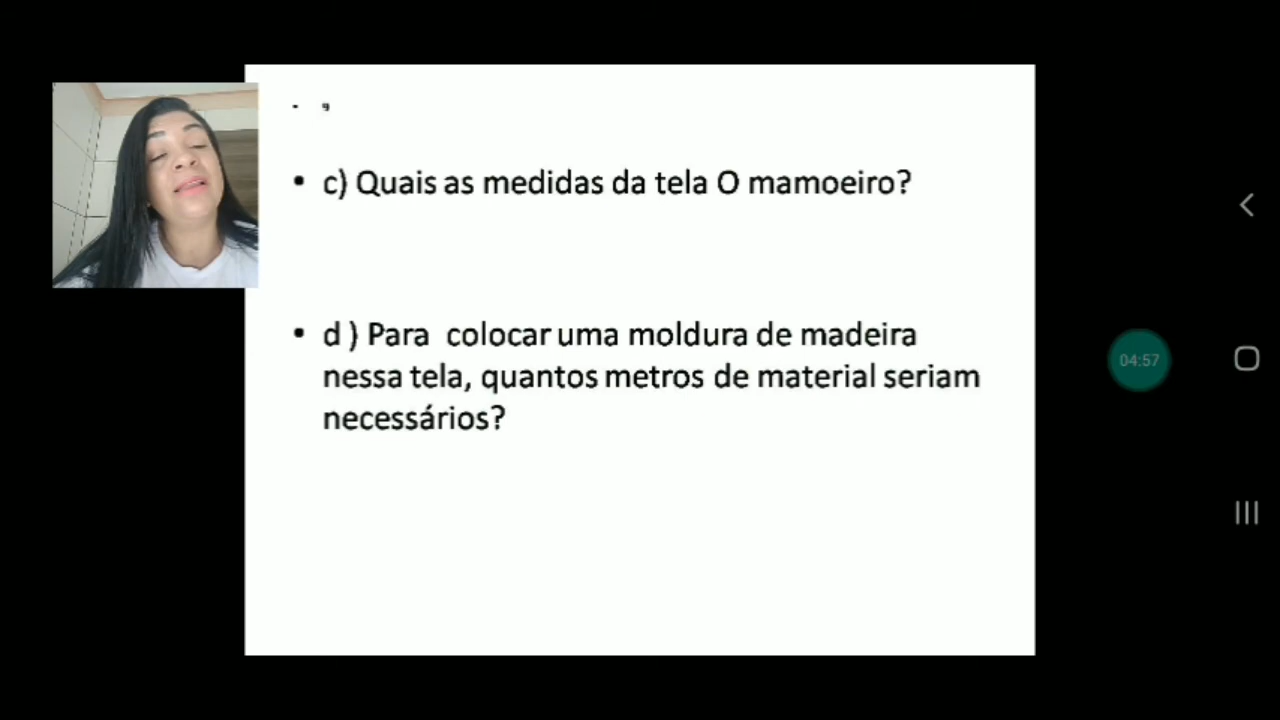 c) Quais as medidas da tela O mamoeiro?
d ) Para colocar uma moldura de madeira
nessa tela, quantos metros de material seriam
necessários?
04:57